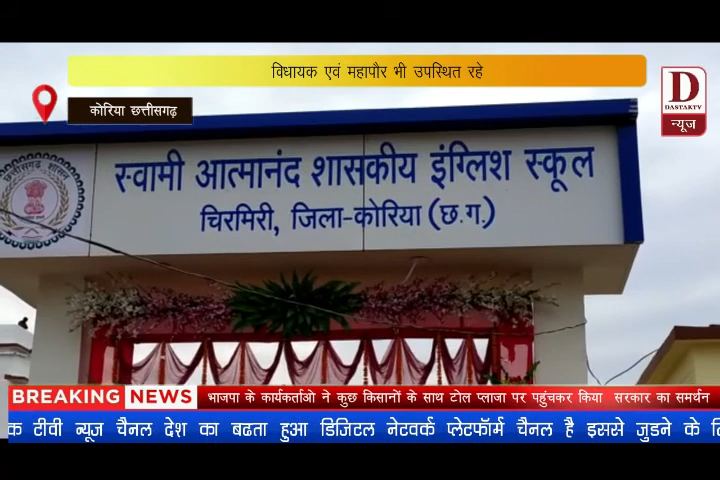 विधायक एवं महापौर भी उपस्थित रहे
कोरिया छत्तीसगढ़
D
DASTAKTV
न्यूज
स्वामी आत्मानंद शासकीय इंग्लिश स्कूल
चिरमिरी, जिला-कोरिया (छ.ग.)
BREAKING NEWS
भाजपा के कार्यकर्ताओ ने कुछ किसानों के साथ टोल प्लाजा पर पहुंचकर किया सरकार का समर्थन
क टीवी न्यूज चैनल देश का बढता हुआ डिजिटल नेटवर्क प्लेटफॉर्म चैनल है इससे जुडने के लि